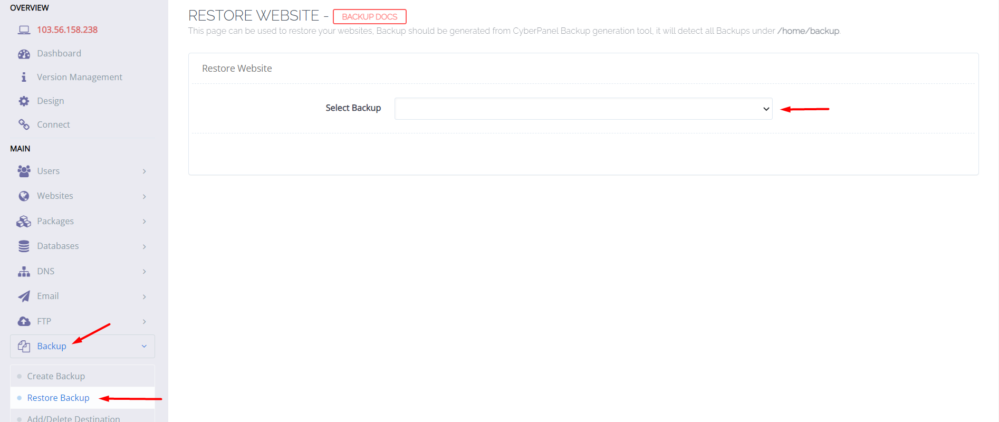 OVERVIEW
103.56.158.238
Dashboard
Version Management
Design
Connect
MAIN
Users
Websites
Packages
Databases
DNS
Email
FTP
Backup
Create Backup
Restore Backup
Add/Delete Destination
RESTORE WEBSITE - BACKUP DOCS
This page can be used to restore your websites, Backup should be generated from CyberPanel Backup generation tool, it will detect all Backups under /home/backup.
Restore Website
Select Backup